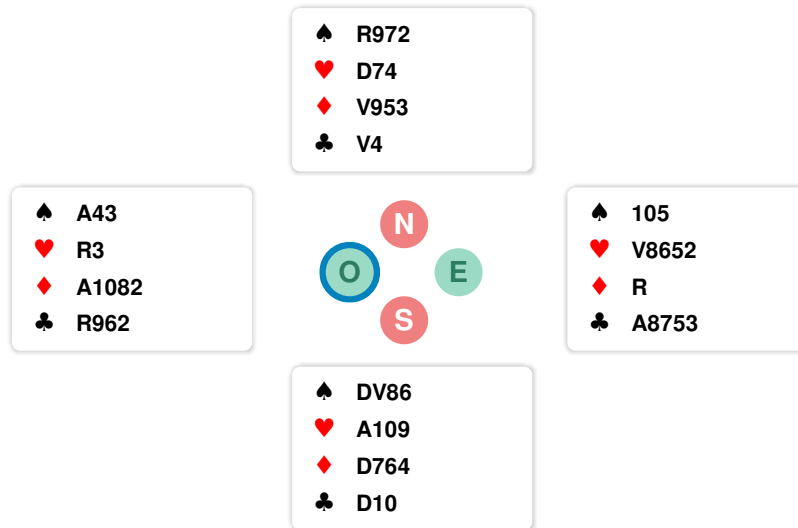 ♠ R972
♥ D74
♦ V953
♣ V4
♠ A43
♥ R3
♦ A1082
♣ R962
N
O E
S
♠ 105
♥ V8652
♦ R
♣ A8753
♠ DV86
♥ A109
♦ D764
♣ D10